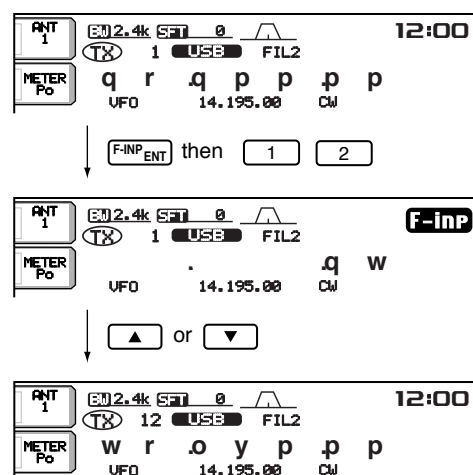 ANT 1 BW 2.4k SFT 0 12:00
TX 1 USB FIL2
METER Po q r .q p p .p p
VFO 14.195.00 CW
F-INP ENT then 1 2
ANT 1 BW 2.4k SFT 0 F-inp
TX 1 USB FIL2
METER Po . .q w
VFO 14.195.00 CW
▲ or ▼
ANT 1 BW 2.4k SFT 0 12:00
TX 12 USB FIL2
METER Po w r .o y p .p p
VFO 14.195.00 CW